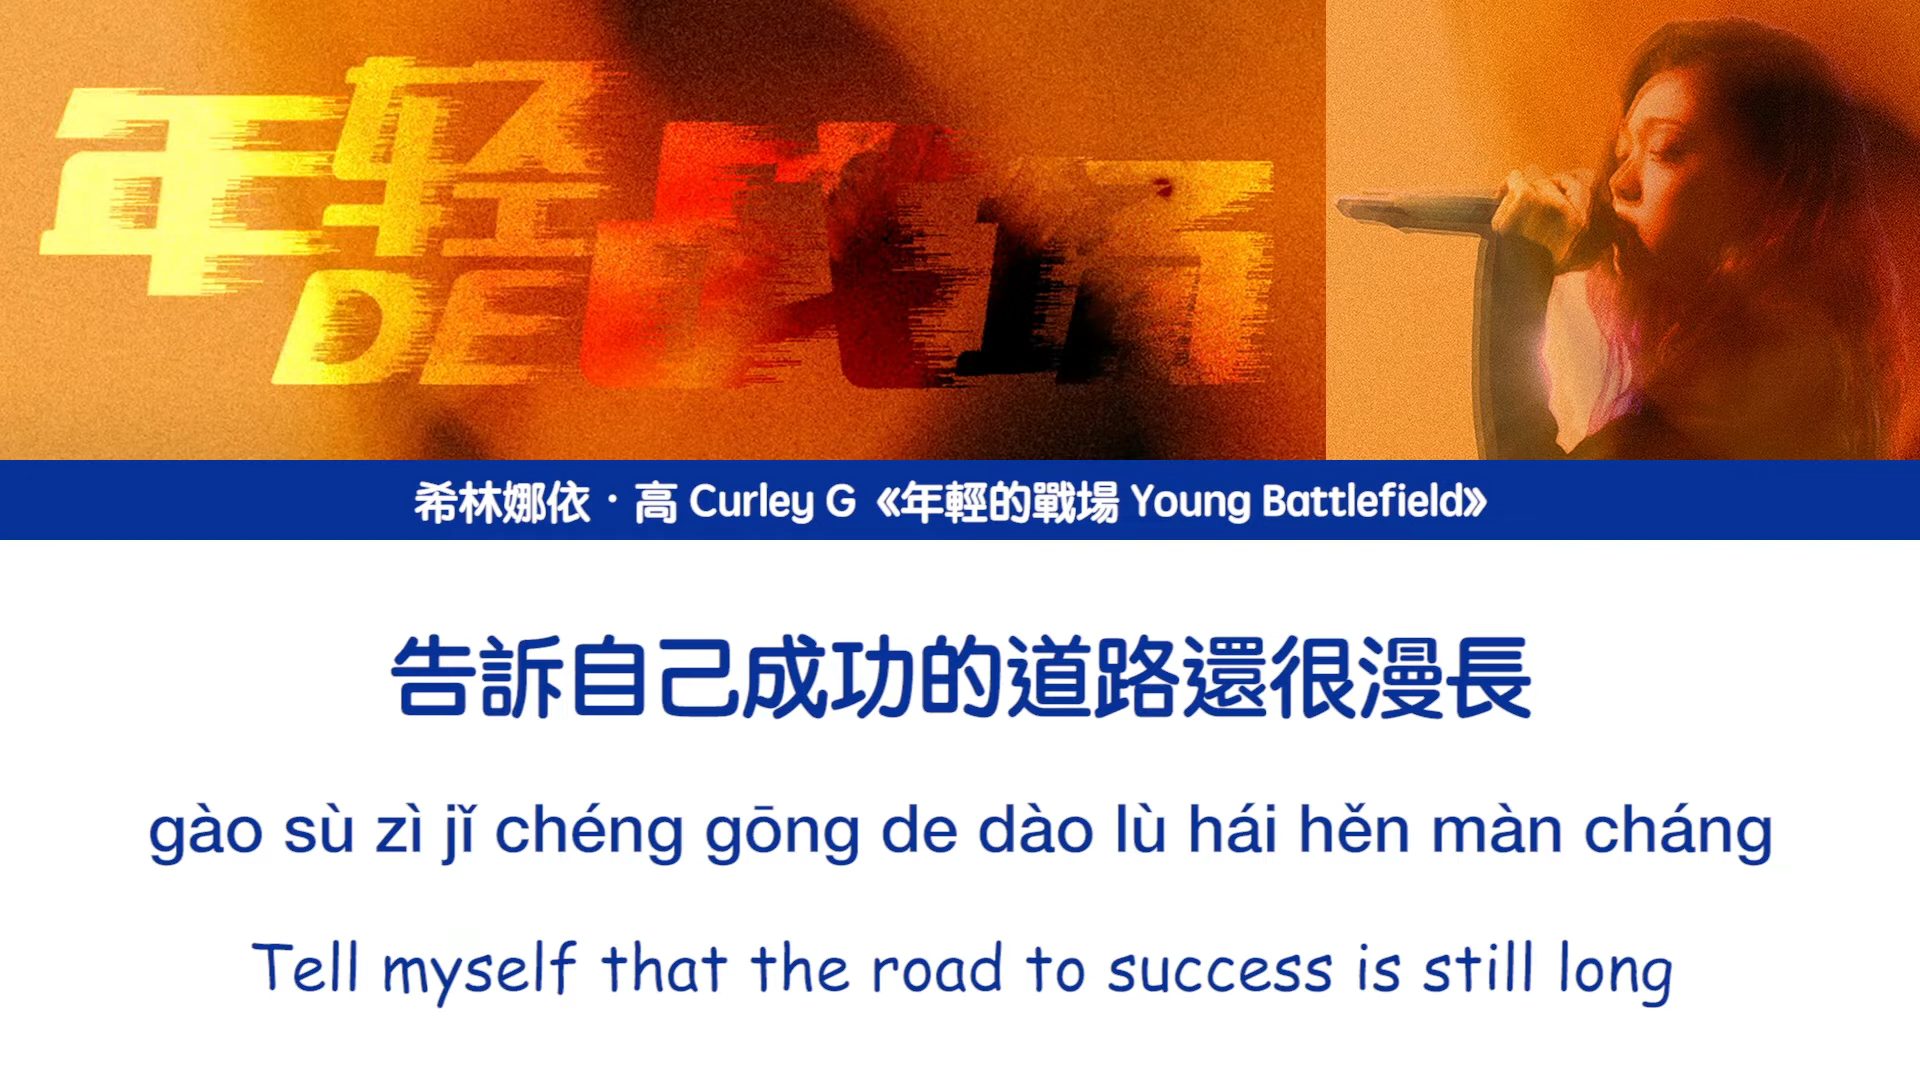 年轻
DE战场
希林娜依·高 Curley G《年輕的戰場 Young Battlefield》
告訴自己成功的道路還很漫長
gào sù zì jǐ chéng gōng de dào lù hái hěn màn cháng
Tell myself that the road to success is still long